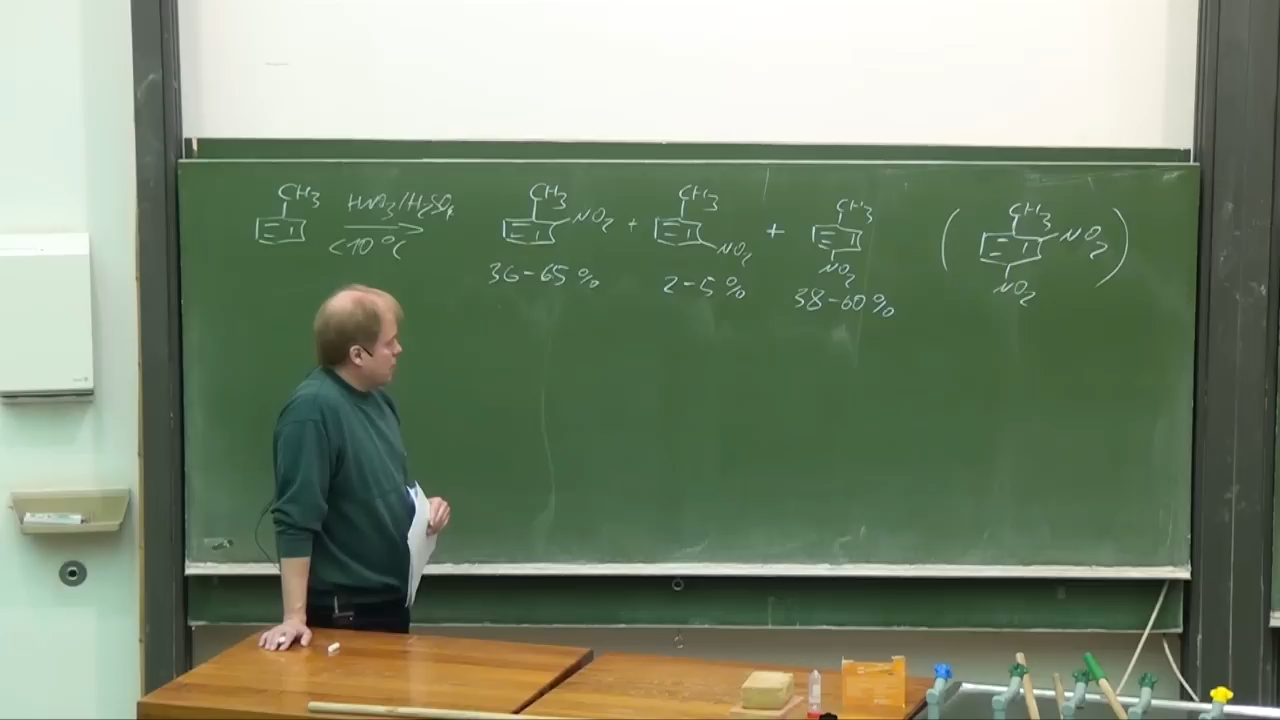 CH3 HNO3/H2SO4 CH3 CH3 CH3 CH3
<10°C NO2 + NO2 + NO2 ( NO2 NO2 )
36-65% 2-5% 38-60%